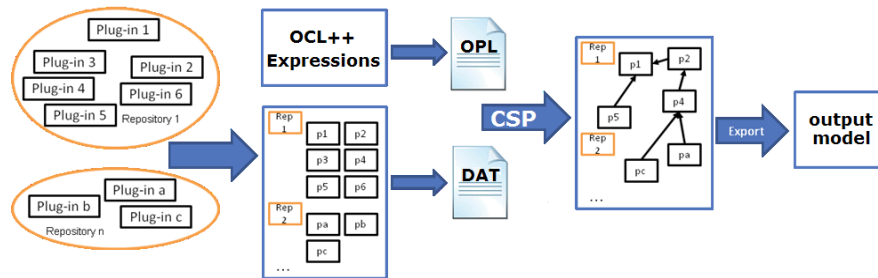 Plug-in 1
Plug-in 3
Plug-in 2
Plug-in 4
Plug-in 6
Plug-in 5
Repository 1
Plug-in a
Plug-in b
Plug-in c
Repository n
OCL++
Expressions
OPL
Rep
1
p1 p2
p3 p4
p5 p6
Rep
2
pa pb
pc
...
DAT
CSP
Rep
1
p1
p2
p4
p5
Rep
2
pc
pa
...
Export
output
model